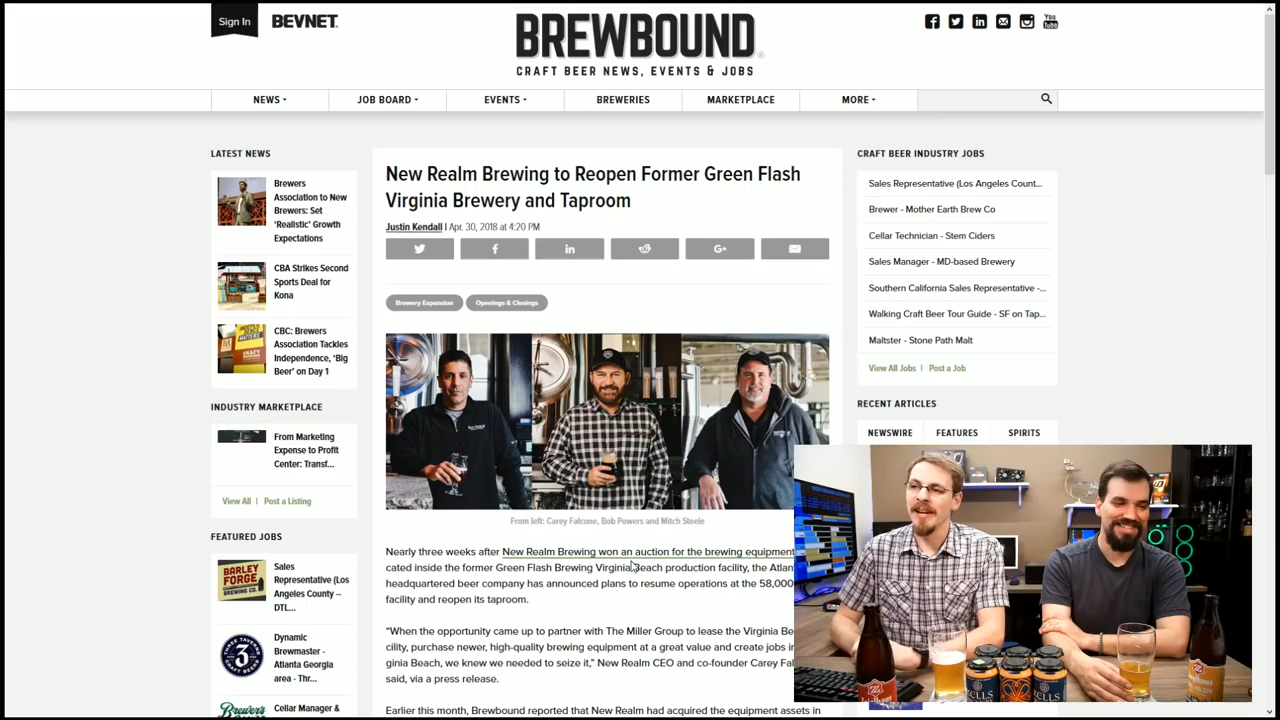 Sign In
BEVNET.
BREWBOUND
CRAFT BEER NEWS, EVENTS & JOBS
You
Tube
NEWS
JOB BOARD
EVENTS
BREWERIES
MARKETPLACE
MORE
LATEST NEWS
Brewers
Association to New
Brewers: Set
‘Realistic’ Growth
Expectations
CBA Strikes Second
Sports Deal for
Kona
CBC: Brewers
Association Tackles
Independence, ‘Big
Beer’ on Day 1
INDUSTRY MARKETPLACE
From Marketing
Expense to Profit
Center: Transf...
View All | Post a Listing
FEATURED JOBS
BARLEY
FORGE
BREWING CO.
Sales
Representative (Los
Angeles County --
DTL...
3
Dynamic
Brewmaster -
Atlanta Georgia
area - Thr...
Brewer's
Cellar Manager &
New Realm Brewing to Reopen Former Green Flash
Virginia Brewery and Taproom
Justin Kendall | Apr. 30, 2018 at 4:20 PM
G+
Brewery Expansion
Openings & Closings
From left: Carey Falcone, Bob Powers and Mitch Steele
Nearly three weeks after New Realm Brewing won an auction for the brewing equipment
cated inside the former Green Flash Brewing Virginia Beach production facility, the Atlan
headquartered beer company has announced plans to resume operations at the 58,000
facility and reopen its taproom.
“When the opportunity came up to partner with The Miller Group to lease the Virginia Be
cility, purchase newer, high-quality brewing equipment at a great value and create jobs in
ginia Beach, we knew we needed to seize it,” New Realm CEO and co-founder Carey Fal
said, via a press release.
Earlier this month, Brewbound reported that New Realm had acquired the equipment assets in
CRAFT BEER INDUSTRY JOBS
Sales Representative (Los Angeles Count...
Brewer - Mother Earth Brew Co
Cellar Technician - Stem Ciders
Sales Manager - MD-based Brewery
Southern California Sales Representative -...
Walking Craft Beer Tour Guide - SF on Tap...
Maltster - Stone Path Malt
View All Jobs | Post a Job
RECENT ARTICLES
NEWSWIRE
FEATURES
SPIRITS
BELLS